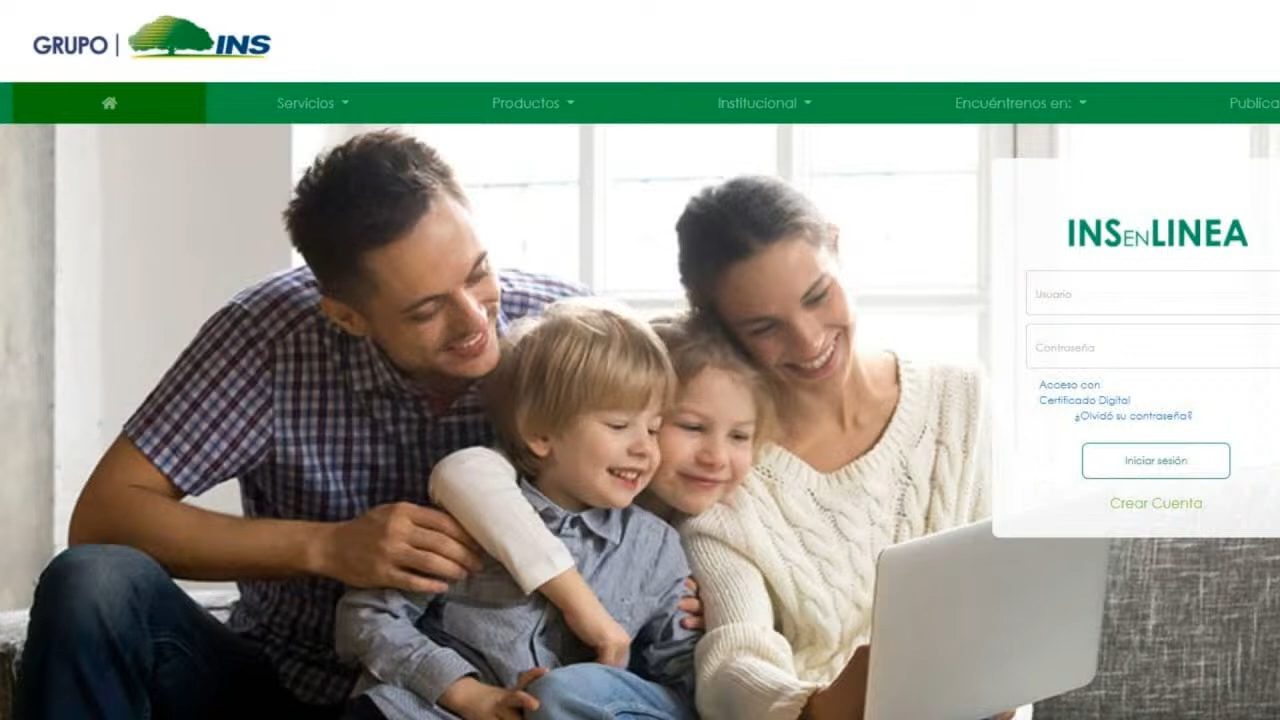 GRUPO | INS
Servicios
Productos
Institucional
Encuéntrenos en:
Publica
INSENLINEA
Usuario
Contraseña
Acceso con
Certificado Digital
¿Olvidó su contraseña?
Iniciar sesión
Crear Cuenta